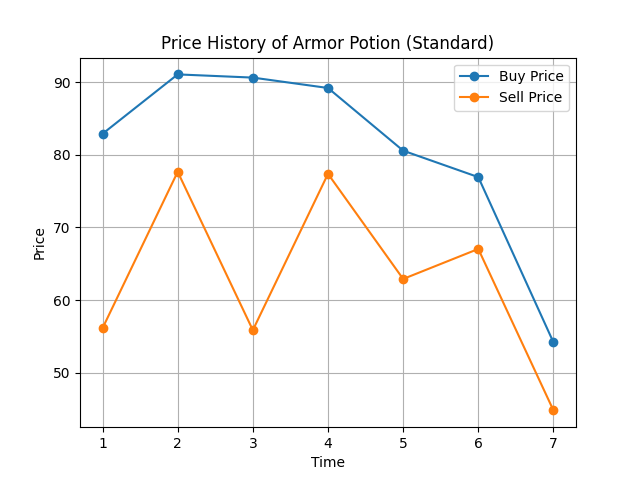 Price History of Armor Potion (Standard)
Buy Price
Sell Price
90
80
70
60
50
Price
1 2 3 4 5 6 7
Time